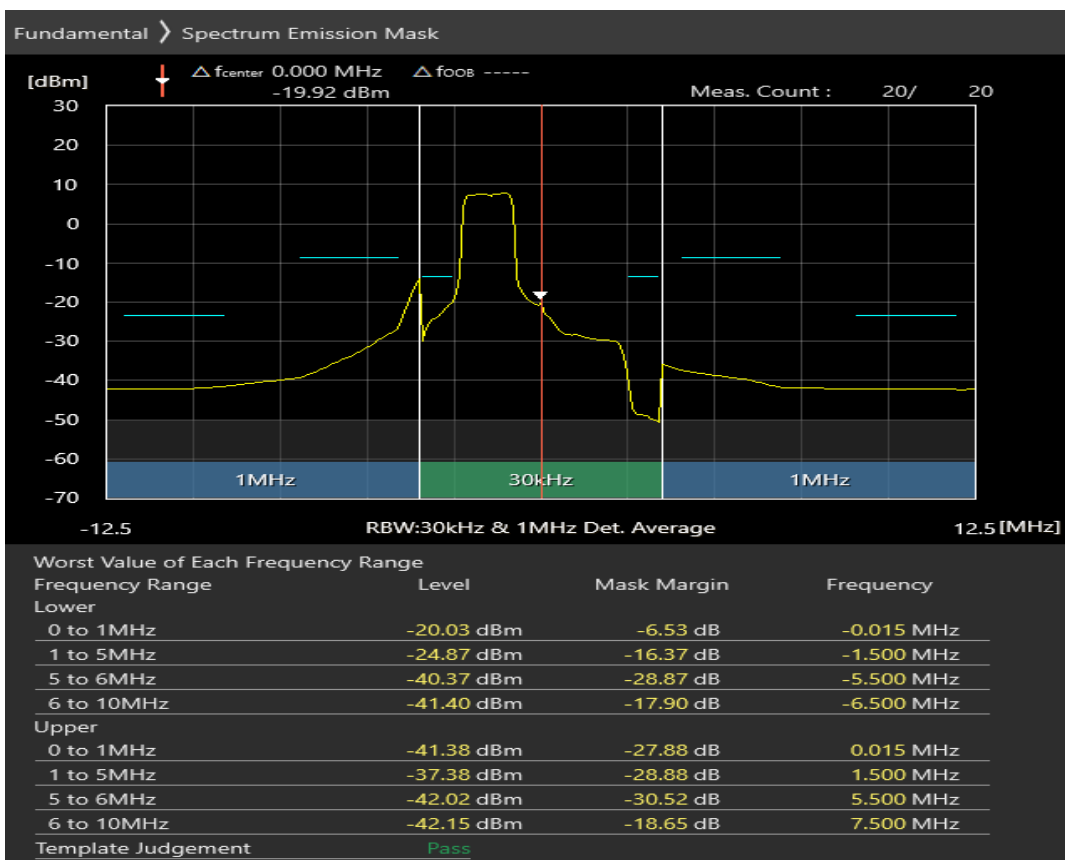 Fundamental ❯ Spectrum Emission Mask
[dBm] △ fcenter 0.000 MHz △ fOOB -----
-19.92 dBm Meas. Count : 20/ 20
30
20
10
0
-10
-20
-30
-40
-50
-60
1MHz 30kHz 1MHz
-70
-12.5 RBW:30kHz & 1MHz Det. Average 12.5 [MHz]
Worst Value of Each Frequency Range
Frequency Range Level Mask Margin Frequency
Lower
0 to 1MHz -20.03 dBm -6.53 dB -0.015 MHz
1 to 5MHz -24.87 dBm -16.37 dB -1.500 MHz
5 to 6MHz -40.37 dBm -28.87 dB -5.500 MHz
6 to 10MHz -41.40 dBm -17.90 dB -6.500 MHz
Upper
0 to 1MHz -41.38 dBm -27.88 dB 0.015 MHz
1 to 5MHz -37.38 dBm -28.88 dB 1.500 MHz
5 to 6MHz -42.02 dBm -30.52 dB 5.500 MHz
6 to 10MHz -42.15 dBm -18.65 dB 7.500 MHz
Template Judgement Pass